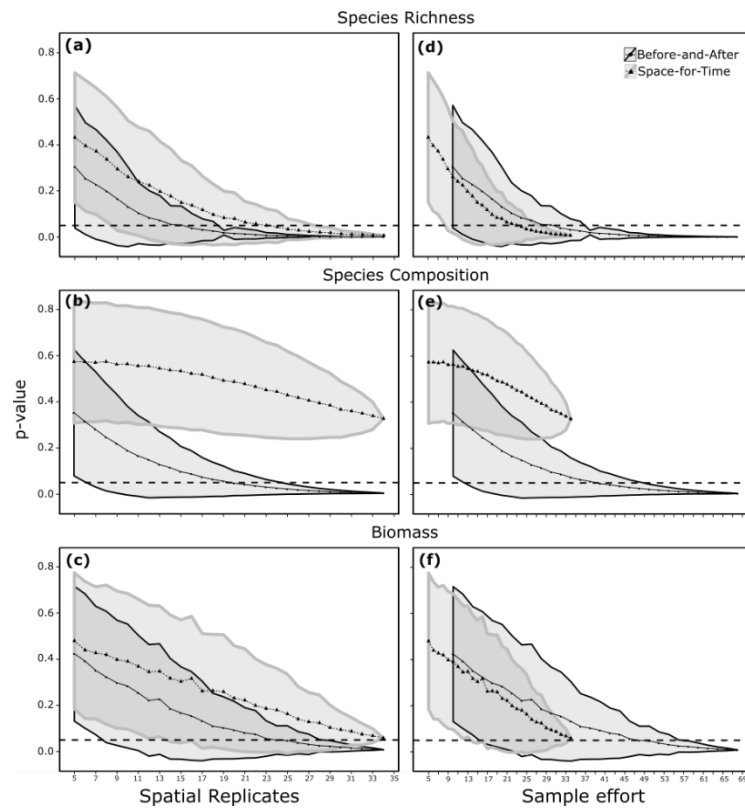 Species Richness
(a)
(d)
Before-and-After
Space-for-Time
0.8
0.6
0.4
0.2
0.0
Species Composition
(b)
(e)
0.8
0.6
0.4
0.2
0.0
p-value
Biomass
(c)
(f)
0.8
0.6
0.4
0.2
0.0
5 7 9 11 13 15 17 19 21 23 25 27 29 31 33 35
5 9 13 17 21 25 29 33 37 41 45 49 53 57 61 65 69
Spatial Replicates
Sample effort